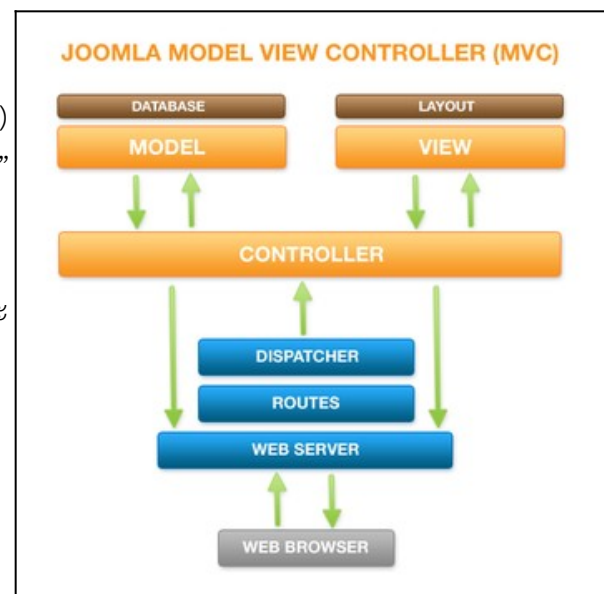 JOOMLA MODEL VIEW CONTROLLER (MVC)
DATABASE
LAYOUT
MODEL
VIEW
CONTROLLER
DISPATCHER
ROUTES
WEB SERVER
WEB BROWSER
)
”